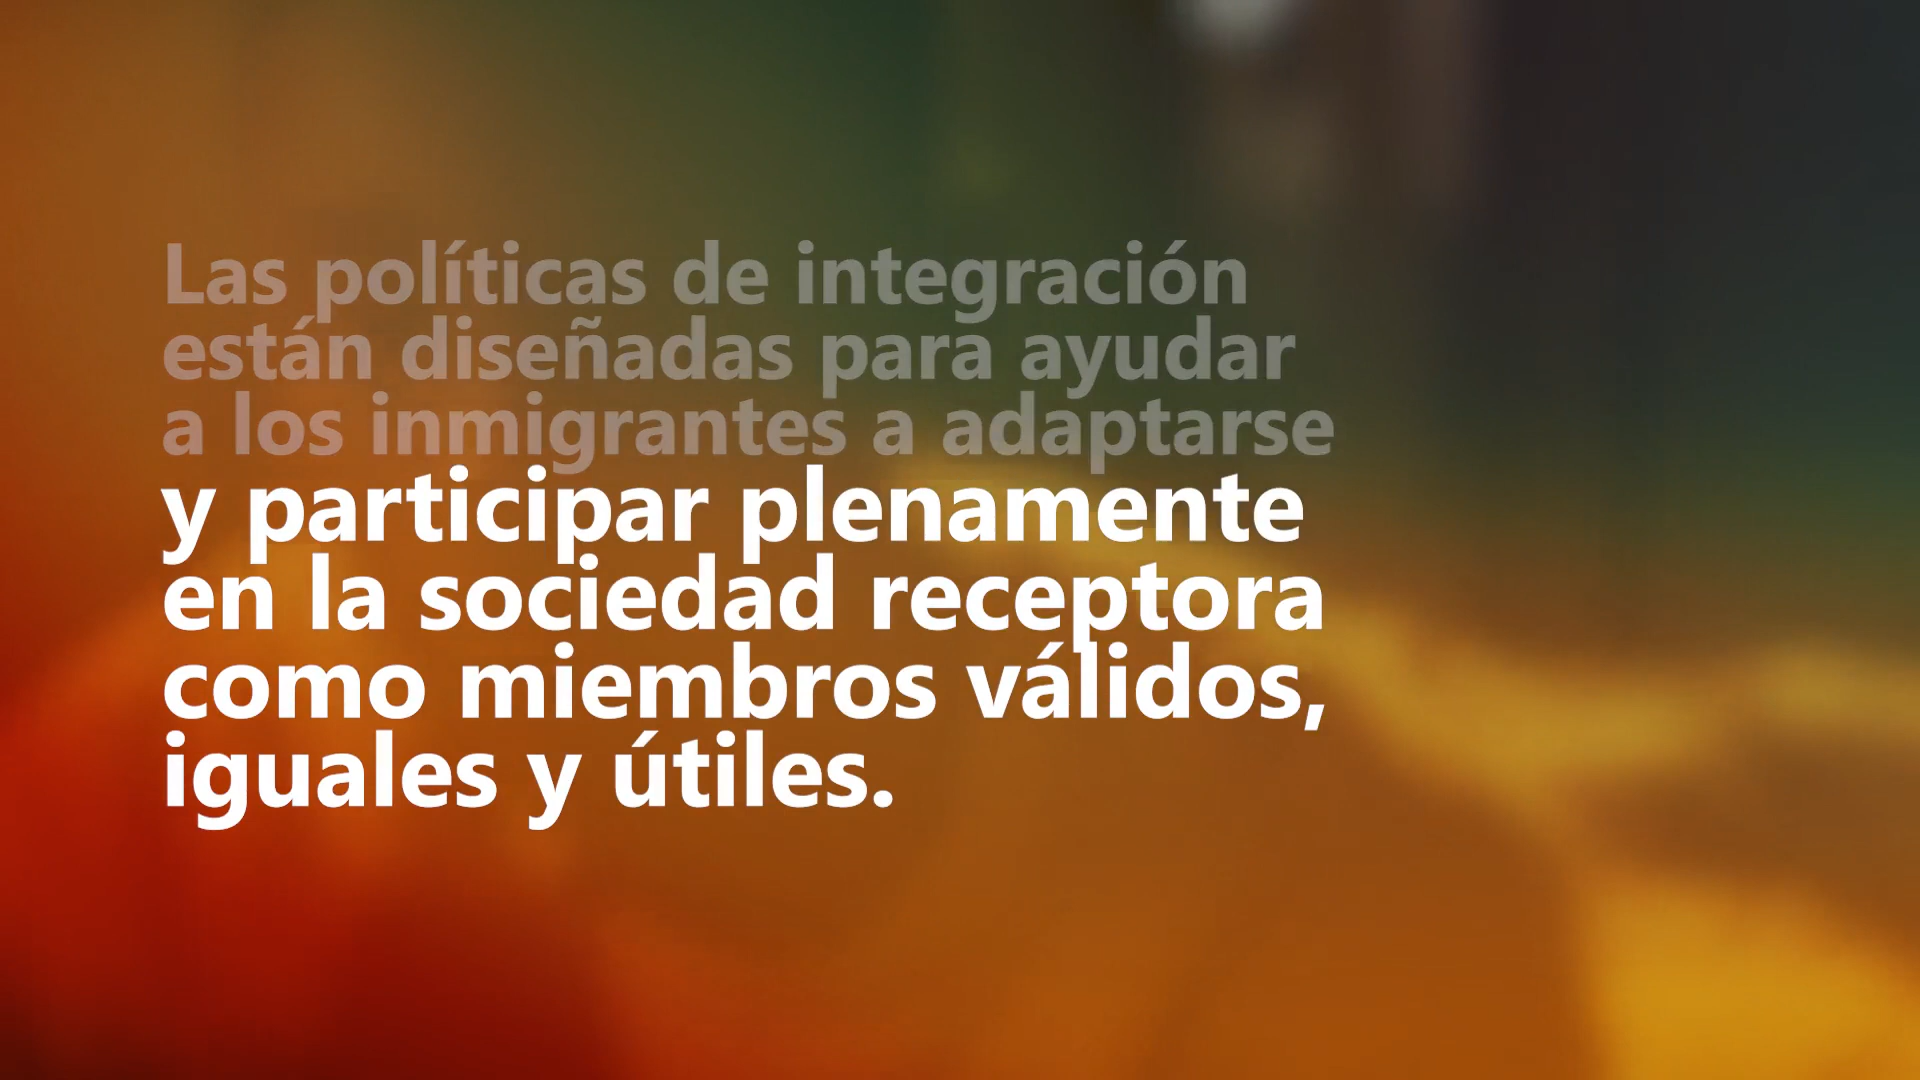 Las políticas de integración
están diseñadas para ayudar
a los inmigrantes a adaptarse
y participar plenamente
en la sociedad receptora
como miembros válidos,
iguales y útiles.